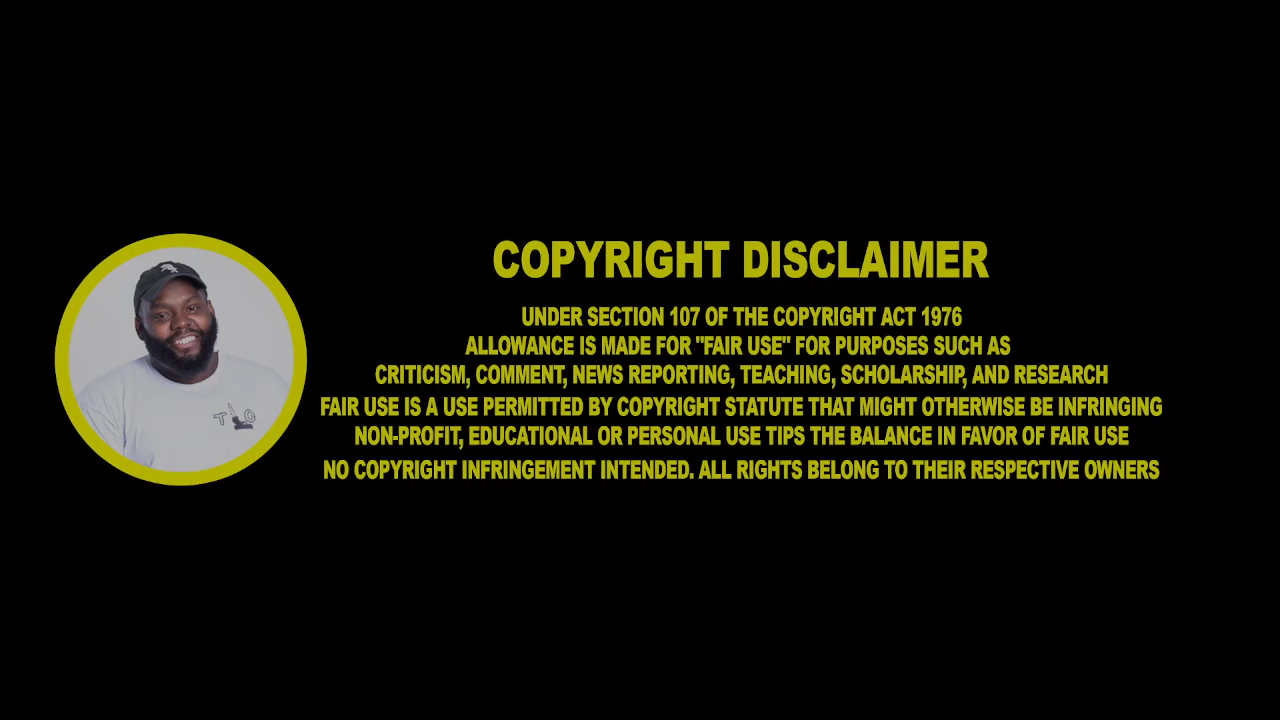 COPYRIGHT DISCLAIMER
UNDER SECTION 107 OF THE COPYRIGHT ACT 1976
ALLOWANCE IS MADE FOR "FAIR USE" FOR PURPOSES SUCH AS
CRITICISM, COMMENT, NEWS REPORTING, TEACHING, SCHOLARSHIP, AND RESEARCH
FAIR USE IS A USE PERMITTED BY COPYRIGHT STATUTE THAT MIGHT OTHERWISE BE INFRINGING
NON-PROFIT, EDUCATIONAL OR PERSONAL USE TIPS THE BALANCE IN FAVOR OF FAIR USE
NO COPYRIGHT INFRINGEMENT INTENDED. ALL RIGHTS BELONG TO THEIR RESPECTIVE OWNERS